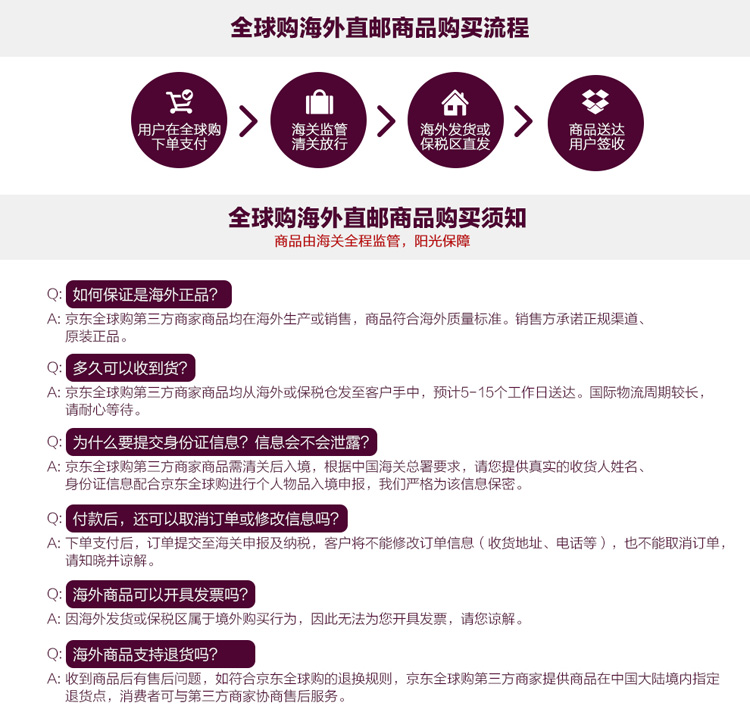 全球购海外直邮商品购买流程
用户在全球购
下单支付
海关监管
清关放行
海外发货或
保税区直发
商品送达
用户签收
全球购海外直邮商品购买须知
商品由海关全程监管，阳光保障
Q: 如何保证是海外正品？
A: 京东全球购第三方商家商品均在海外生产或销售，商品符合海外质量标准。销售方承诺正规渠道、
原装正品。
Q: 多久可以收到货？
A: 京东全球购第三方商家商品均从海外或保税仓发至客户手中，预计5-15个工作日送达。国际物流周期较长，
请耐心等待。
Q: 为什么要提交身份证信息？信息会不会泄露？
A: 京东全球购第三方商家商品需清关后入境，根据中国海关总署要求，请您提供真实的收货人姓名、
身份证信息配合京东全球购进行个人物品入境申报，我们严格为该信息保密。
Q: 付款后，还可以取消订单或修改信息吗？
A: 下单支付后，订单提交至海关申报及纳税，客户将不能修改订单信息（收货地址、电话等），也不能取消订单，
请知晓并谅解。
Q: 海外商品可以开具发票吗？
A: 因海外发货或保税区属于境外购买行为，因此无法为您开具发票，请您谅解。
Q: 海外商品支持退货吗？
A: 收到商品后有售后问题，如符合京东全球购的退换规则，京东全球购第三方商家提供商品在中国大陆境内指定
退货点，消费者可与第三方商家协商售后服务。